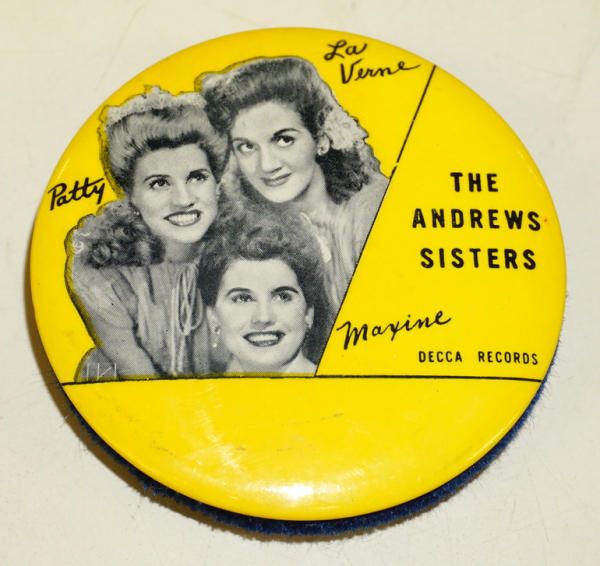 La
Verne
Patty
THE
ANDREWS
SISTERS
Maxine
DECCA RECORDS